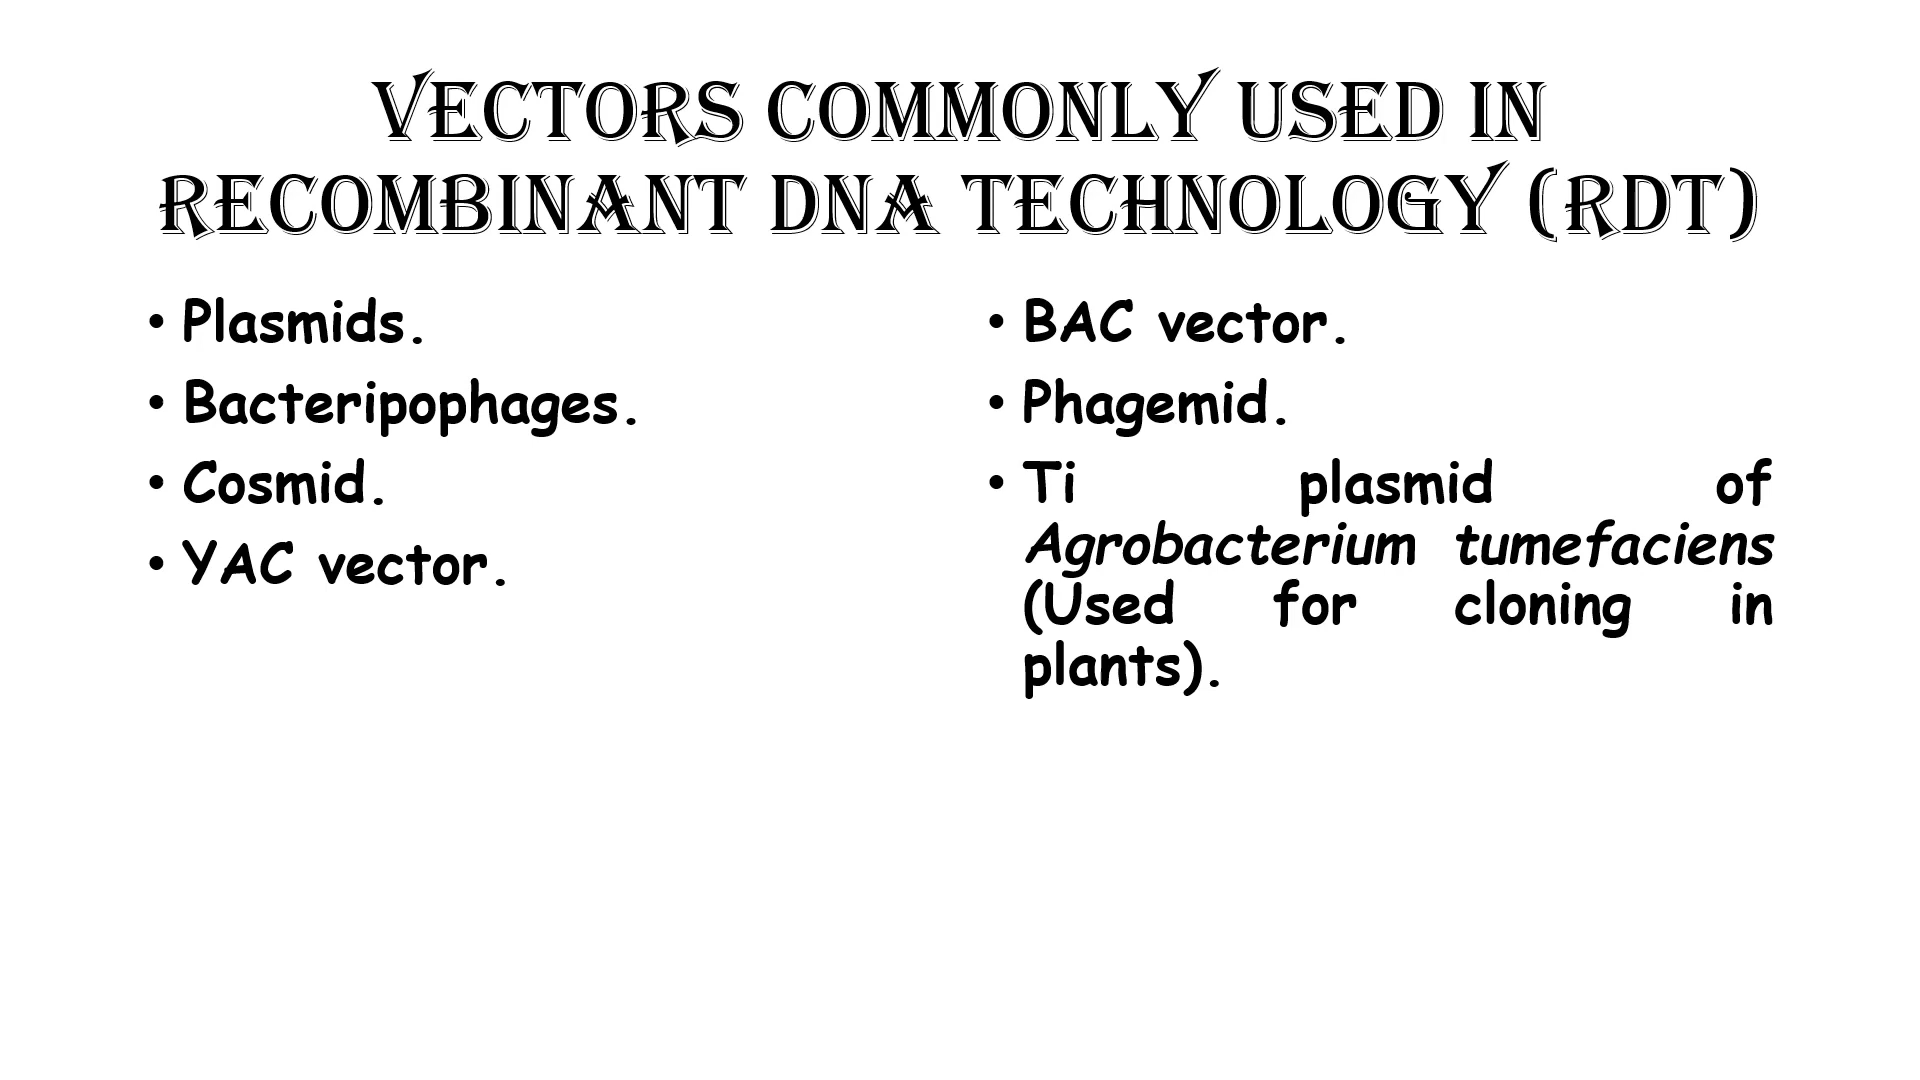 VECTORS COMMONLY USED IN
RECOMBINANT DNA TECHNOLOGY (RDT)
• Plasmids.
• Bacteripophages.
• Cosmid.
• YAC vector.
• BAC vector.
• Phagemid.
• Ti plasmid of
Agrobacterium tumefaciens
(Used for cloning in
plants).